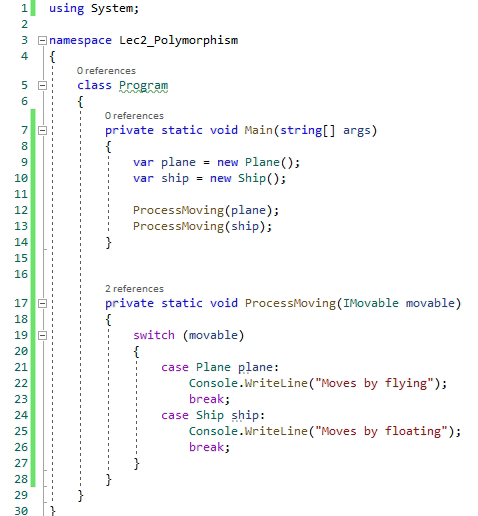 1 using System;
2
3 namespace Lec2_Polymorphism
4 {
0 references
5 class Program
6 {
0 references
7 private static void Main(string[] args)
8 {
9 var plane = new Plane();
10 var ship = new Ship();
11
12 ProcessMoving(plane);
13 ProcessMoving(ship);
14 }
15
16
2 references
17 private static void ProcessMoving(IMovable movable)
18 {
19 switch (movable)
20 {
21 case Plane plane:
22 Console.WriteLine("Moves by flying");
23 break;
24 case Ship ship:
25 Console.WriteLine("Moves by floating");
26 break;
27 }
28 }
29 }
30 }